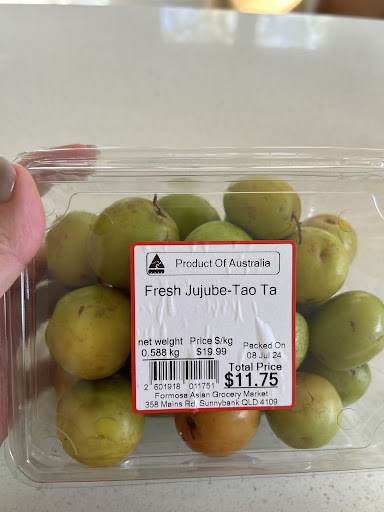 Product Of Australia
Fresh Jujube-Tao Ta
net weight Price $/kg Packed On
0.588 kg $19.99 08 Jul 24
Total Price
$11.75
2 601918 011751
Formosa Asian Grocery Market
358 Mains Rd, Sunnybank QLD 4109